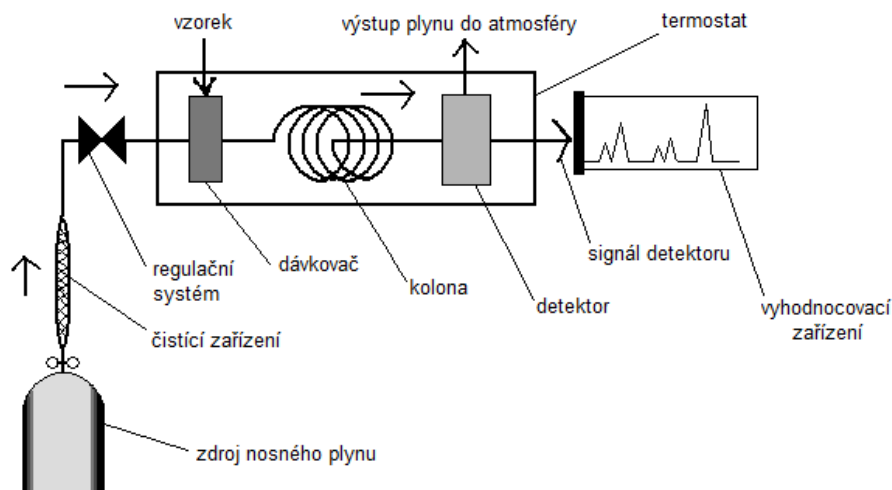 vzorek
výstup plynu do atmosféry
termostat
regulační
systém
dávkovač
kolona
detektor
signál detektoru
vyhodnocovací
zařízení
čistící zařízení
zdroj nosného plynu